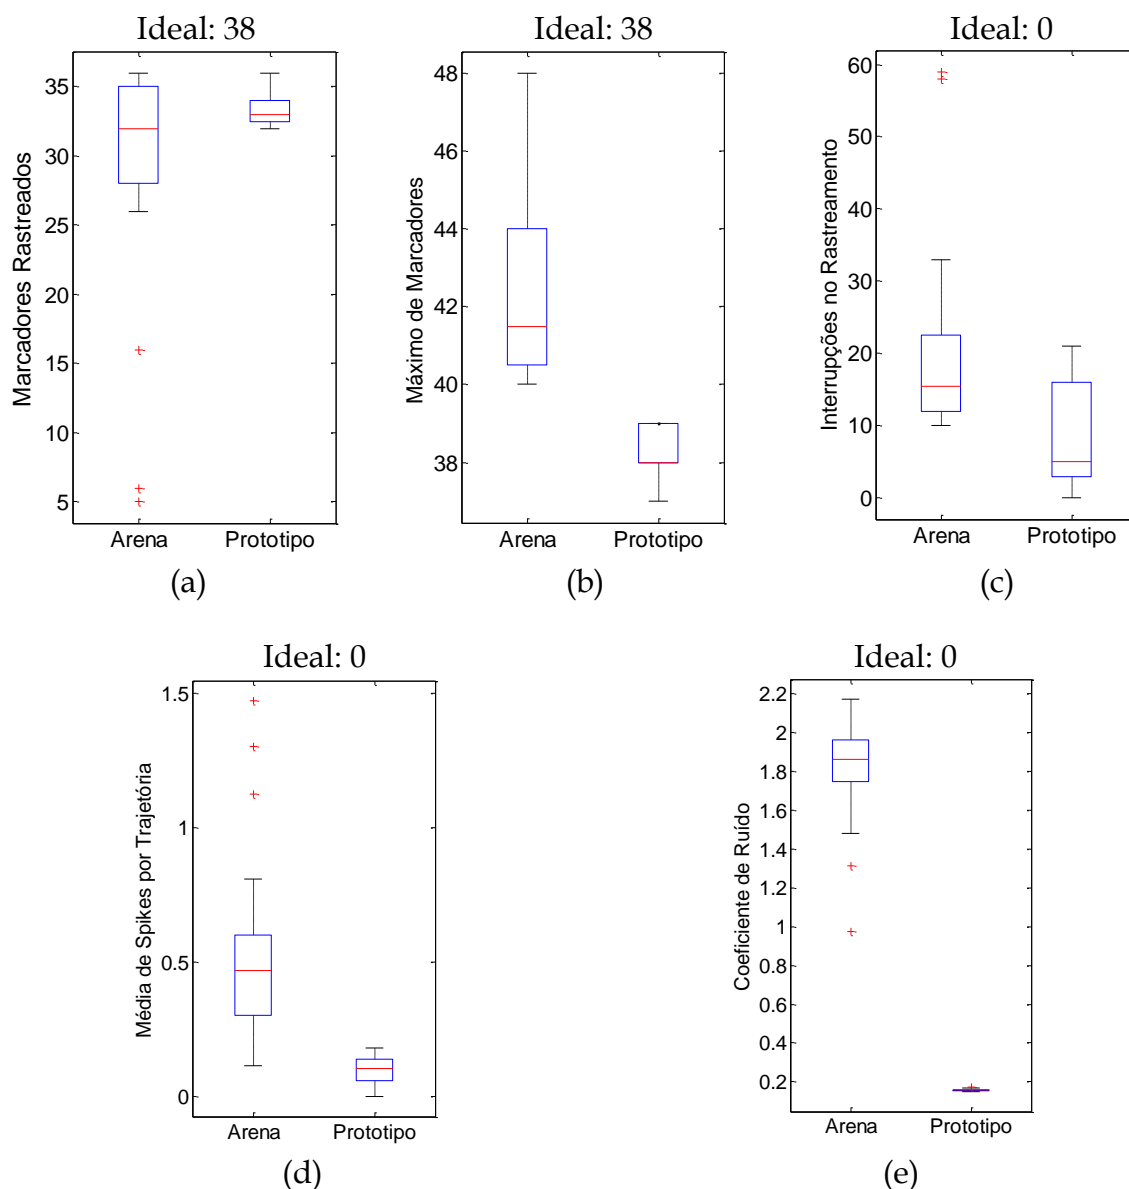 Ideal: 38
Marcadores Rastreados
35
30
25
20
15
10
5
Arena Prototipo
(a)
Ideal: 38
Máximo de Marcadores
48
46
44
42
40
38
Arena Prototipo
(b)
Ideal: 0
Interrupções no Rastreamento
60
50
40
30
20
10
0
Arena Prototipo
(c)
Ideal: 0
Média de Spikes por Trajetória
1.5
1
0.5
0
Arena Prototipo
(d)
Ideal: 0
Coeficiente de Ruído
2.2
2
1.8
1.6
1.4
1.2
1
0.8
0.6
0.4
0.2
Arena Prototipo
(e)